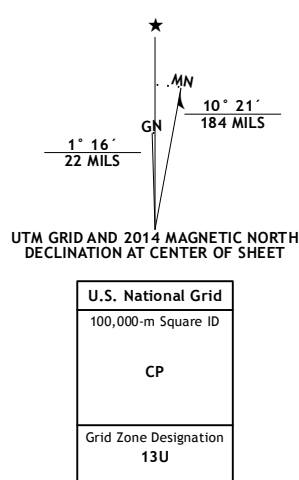 ★
MN
10° 21´
184 MILS
GN
1° 16´
22 MILS
UTM GRID AND 2014 MAGNETIC NORTH
DECLINATION AT CENTER OF SHEET
U.S. National Grid
100,000-m Square ID
CP
Grid Zone Designation
13U